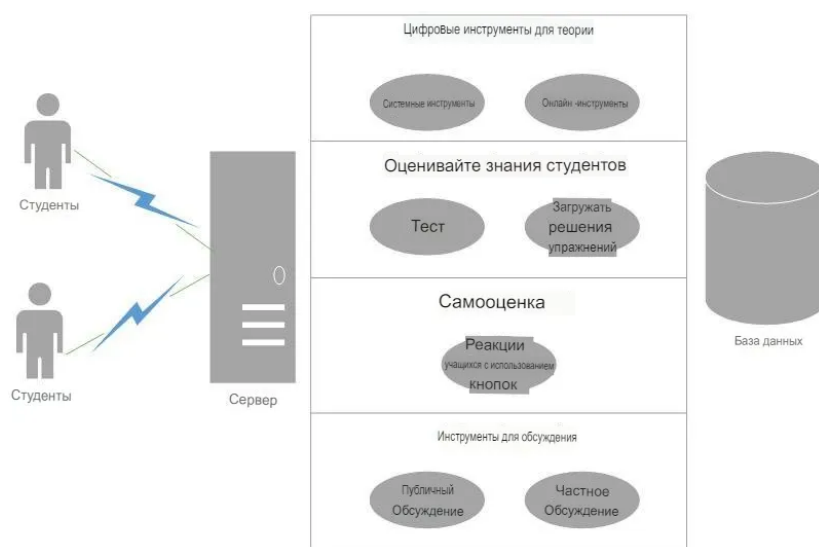 Цифровые инструменты для теории
Системные инструменты
Онлайн -инструменты
Оценивайте знания студентов
Тест
Загружать
решения
упражнений
Самооценка
Реакции
учащихся с использованием
кнопок
Инструменты для обсуждения
Публичный
Обсуждение
Частное
Обсуждение
Студенты
Студенты
Сервер
База данных